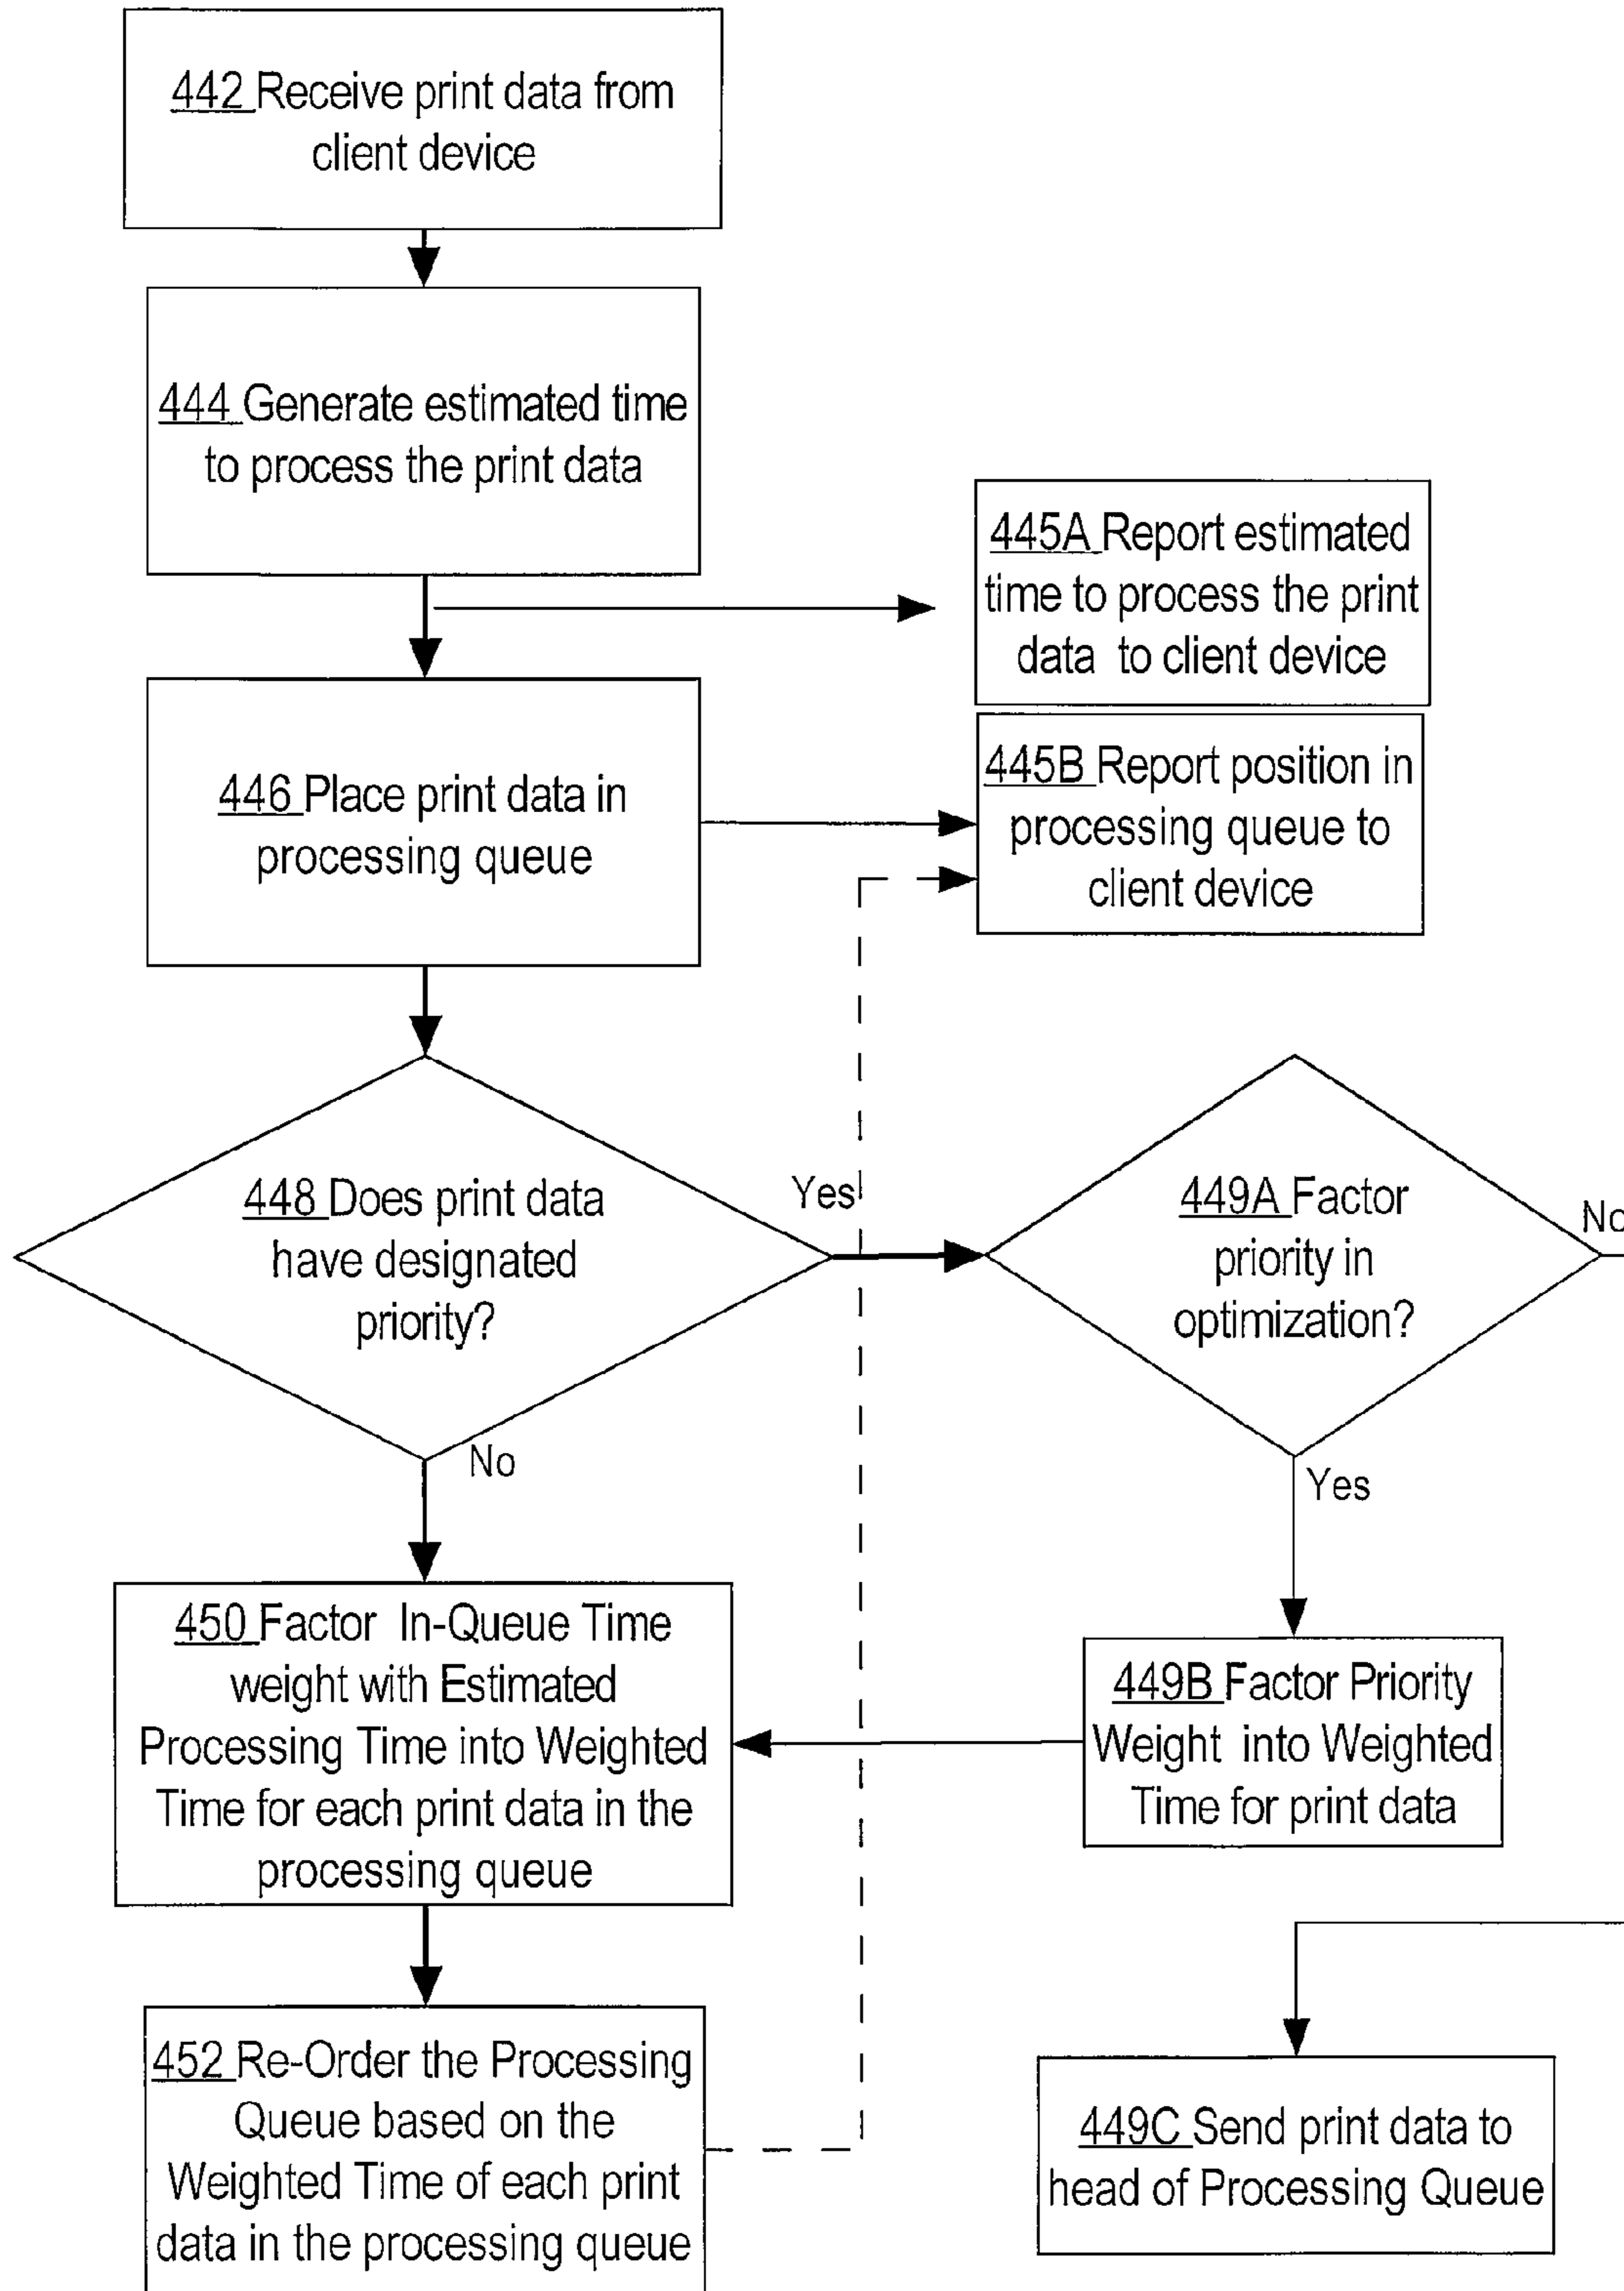 442 Receive print data from
client device
444 Generate estimated time
to process the print data
445A Report estimated
time to process the print
data to client device
446 Place print data in
processing queue
445B Report position in
processing queue to
client device
448 Does print data
have designated
priority?
Yes
No
449A Factor
priority in
optimization?
No
Yes
450 Factor In-Queue Time
weight with Estimated
Processing Time into Weighted
Time for each print data in the
processing queue
449B Factor Priority
Weight into Weighted
Time for print data
452 Re-Order the Processing
Queue based on the
Weighted Time of each print
data in the processing queue
449C Send print data to
head of Processing Queue